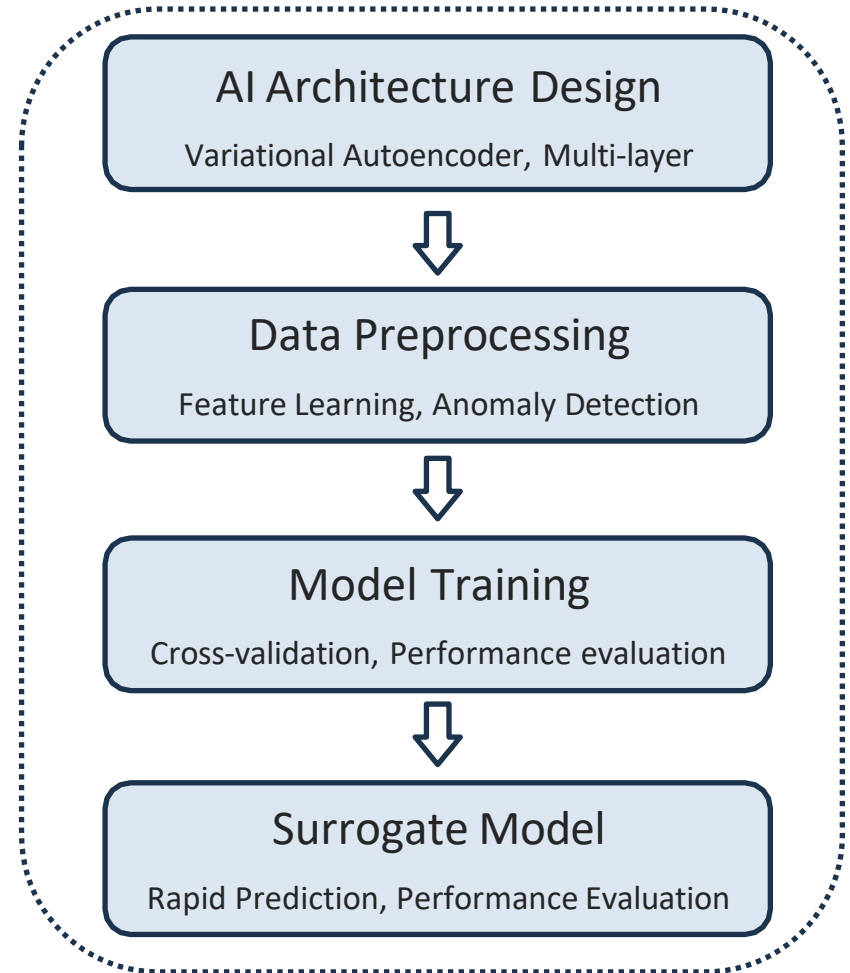 AI Architecture Design
Variational Autoencoder, Multi-layer
Data Preprocessing
Feature Learning, Anomaly Detection
Model Training
Cross-validation, Performance evaluation
Surrogate Model
Rapid Prediction, Performance Evaluation